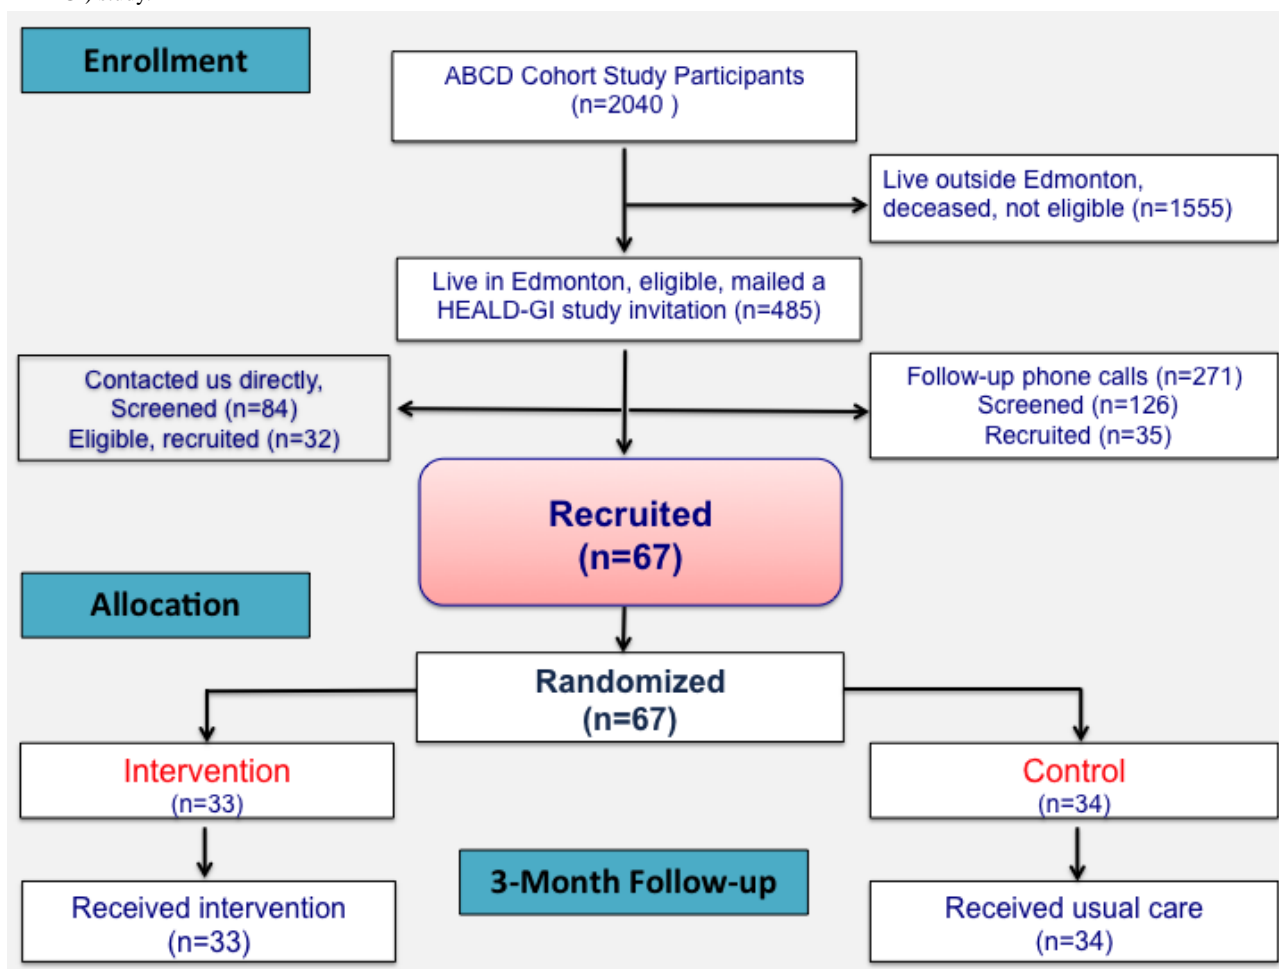 Enrollment
ABCD Cohort Study Participants
(n=2040 )
Live outside Edmonton,
deceased, not eligible (n=1555)
Live in Edmonton, eligible, mailed a
HEALD-GI study invitation (n=485)
Contacted us directly,
Screened (n=84)
Eligible, recruited (n=32)
Follow-up phone calls (n=271)
Screened (n=126)
Recruited (n=35)
Recruited
(n=67)
Allocation
Randomized
(n=67)
Intervention
(n=33)
Control
(n=34)
3-Month Follow-up
Received intervention
(n=33)
Received usual care
(n=34)